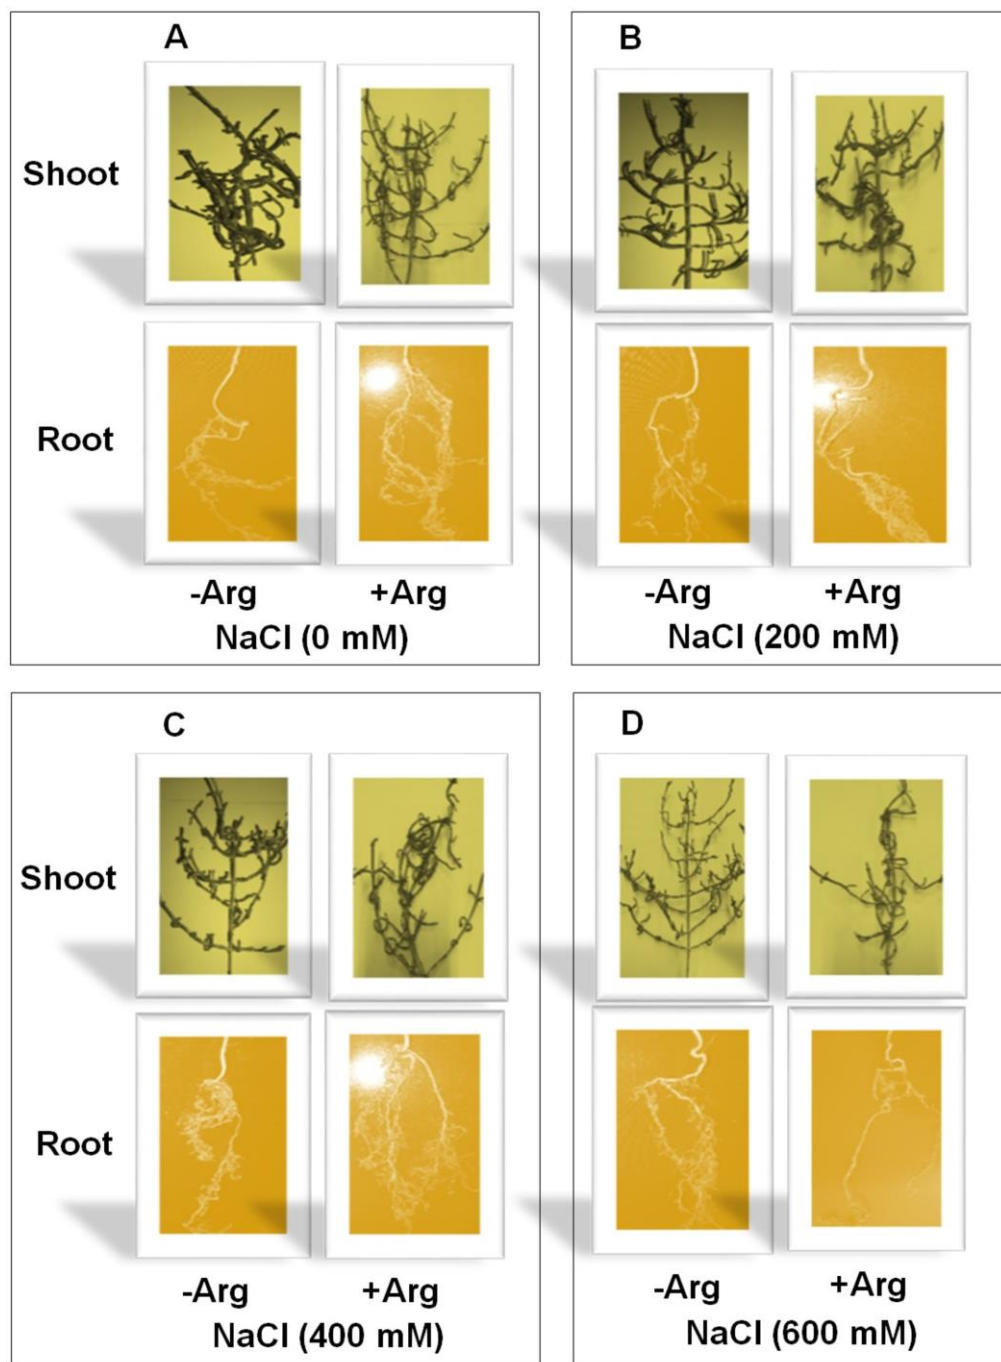 A
B
Shoot
Root
-Arg
+Arg
NaCl (0 mM)
-Arg
+Arg
NaCl (200 mM)
C
D
Shoot
Root
-Arg
+Arg
NaCl (400 mM)
-Arg
+Arg
NaCl (600 mM)